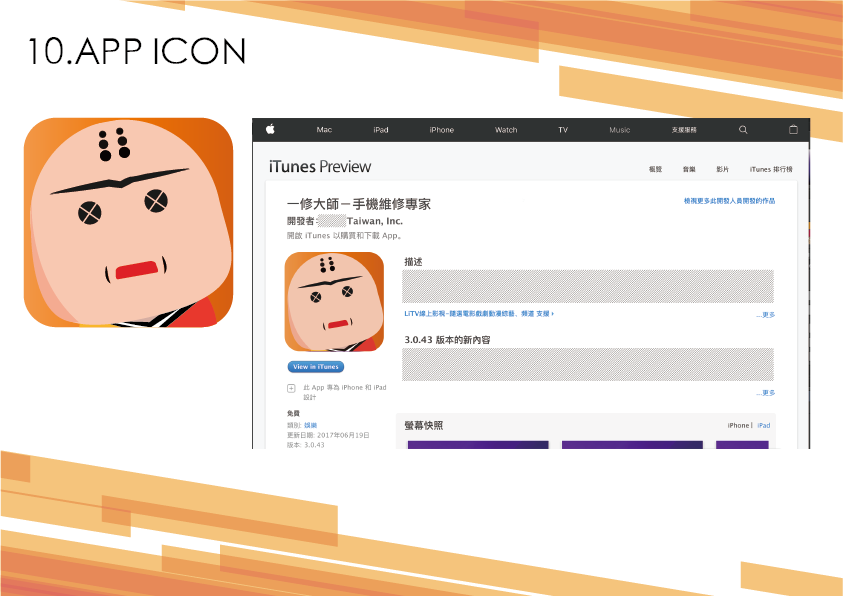 10.APP ICON
Mac iPad iPhone Watch TV Music 支援服務
iTunes Preview
概覽 音樂 影片 iTunes 排行榜
一修大師－手機維修專家
檢視更多此開發人員開發的作品
開發者: Taiwan, Inc.
開啟 iTunes 以購買和下載 App。
描述
LiTV線上影視-隨選電影戲劇動漫綜藝、頻道 支援
...更多
3.0.43 版本的新內容
View in iTunes
...更多
此 App 專為 iPhone 和 iPad
設計
免費
螢幕快照
iPhone | iPad
類別: 娛樂
更新日期: 2017年06月19日
版本: 3.0.43